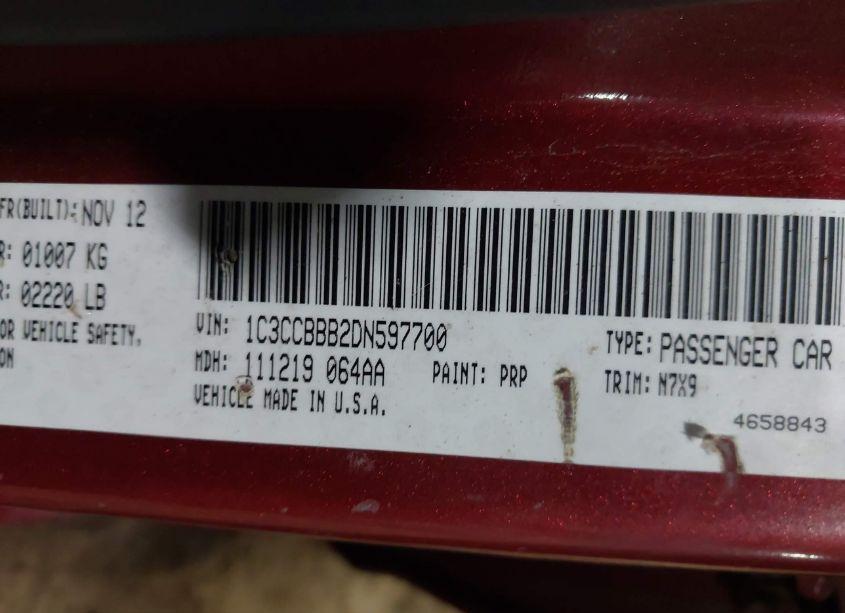 FR(BUILT): NOV 12
R: 01007 KG
R: 02220 LB
OR VEHICLE SAFETY,
ON
VIN: 1C3CCBBB2DN597700
MDH: 111219 064AA
PAINT: PRP
VEHICLE MADE IN U.S.A.
TYPE: PASSENGER CAR
TRIM: N7X9
4658843